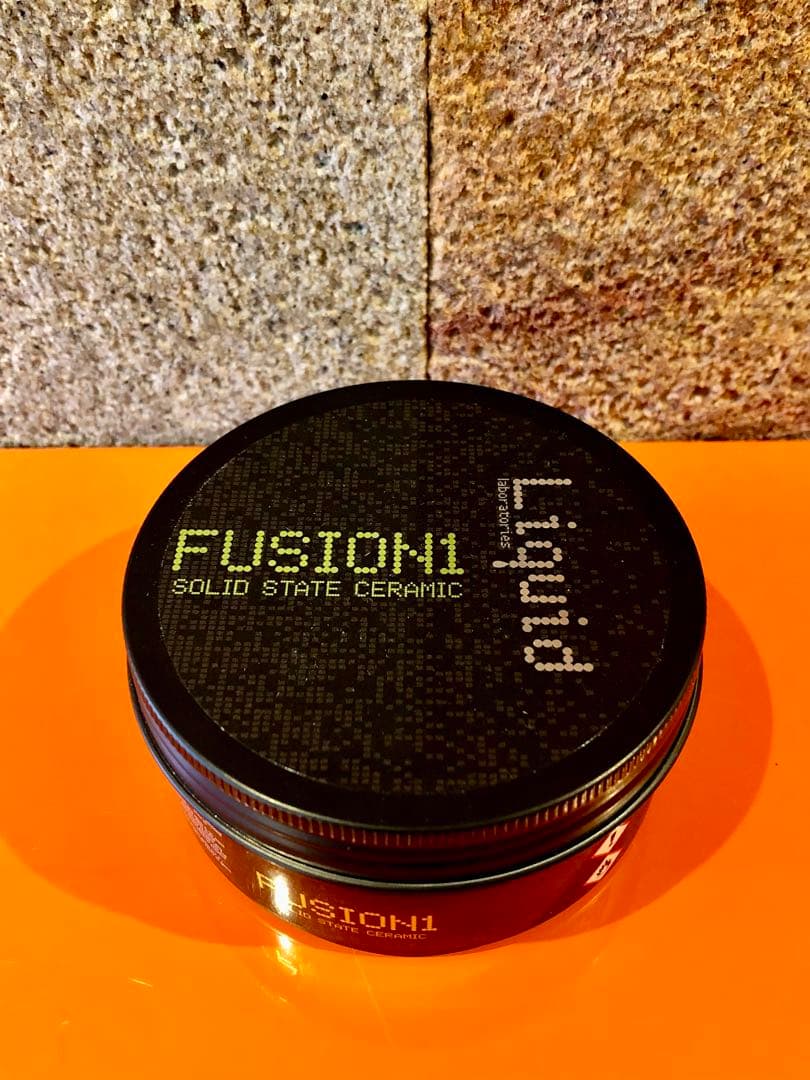 FUSION1
SOLID STATE CERAMIC
Liquid
laboratories
FUSION1
SOLID STATE CERAMIC